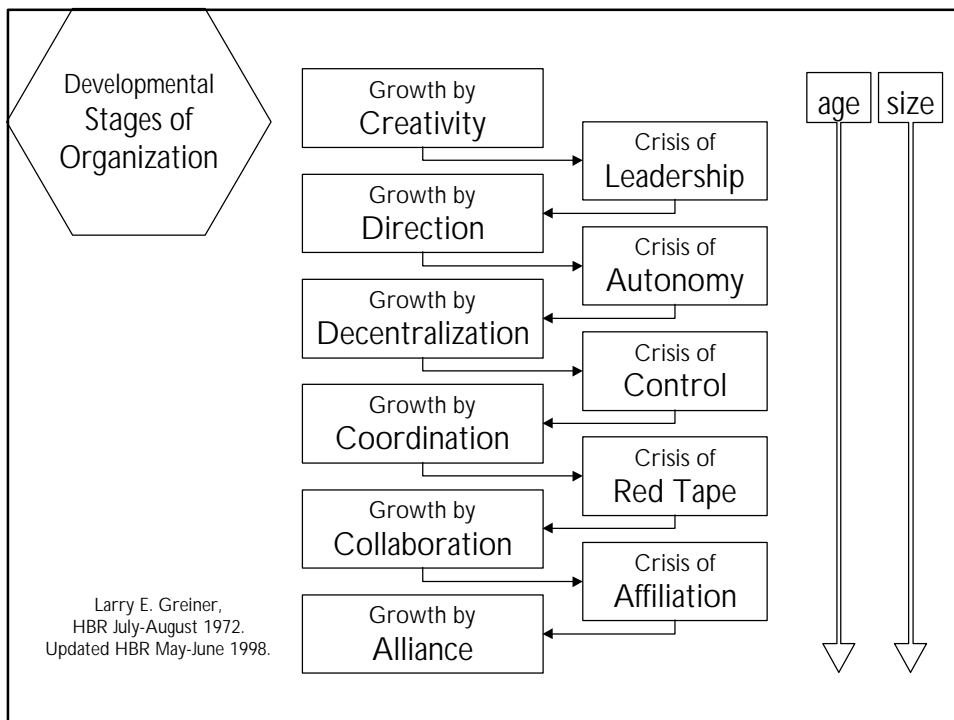 Developmental
Stages of
Organization
Growth by
Creativity
Crisis of
Leadership
Growth by
Direction
Crisis of
Autonomy
Growth by
Decentralization
Crisis of
Control
Growth by
Coordination
Crisis of
Red Tape
Growth by
Collaboration
Crisis of
Affiliation
Growth by
Alliance
age
size
Larry E. Greiner,
HBR July-August 1972.
Updated HBR May-June 1998.